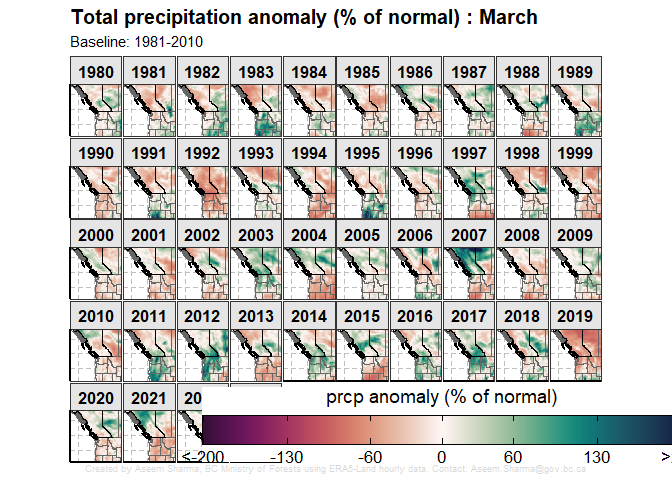 Total precipitation anomaly (% of normal) : March
Baseline: 1981-2010
1980 1981 1982 1983 1984 1985 1986 1987 1988 1989
1990 1991 1992 1993 1994 1995 1996 1997 1998 1999
2000 2001 2002 2003 2004 2005 2006 2007 2008 2009
2010 2011 2012 2013 2014 2015 2016 2017 2018 2019
2020 2021 20
prcp anomaly (% of normal)
<-200 -130 -60 0 60 130 >
Created by Aseem Sharma, BC Ministry of Forests using ERA5-Land hourly data. Contact: Aseem.Sharma@gov.bc.ca